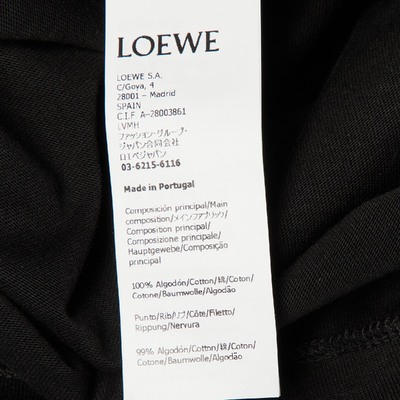 LOEWE
LOEWE S.A.
C/Goya, 4
28001 - Madrid
SPAIN
C.I.F. A-28003861
LVMH
ファッション・グループ・
ジャパン合同会社
ロエベジャパン
03-6215-6116
Made in Portugal
Composición principal/Main
composition/メインファブリック/
Composition principal/
Composizione principale/
Hauptgewebe/Composição
principal
100% Algodón/Cotton/綿/Coton/
Cotone/Baumwolle/Algodão
Punto/Rib/リブ/Côte/Filetto/
Rippung/Nervura
99% Algodón/Cotton/綿/Coton/
Cotone/Baumwolle/Algodão